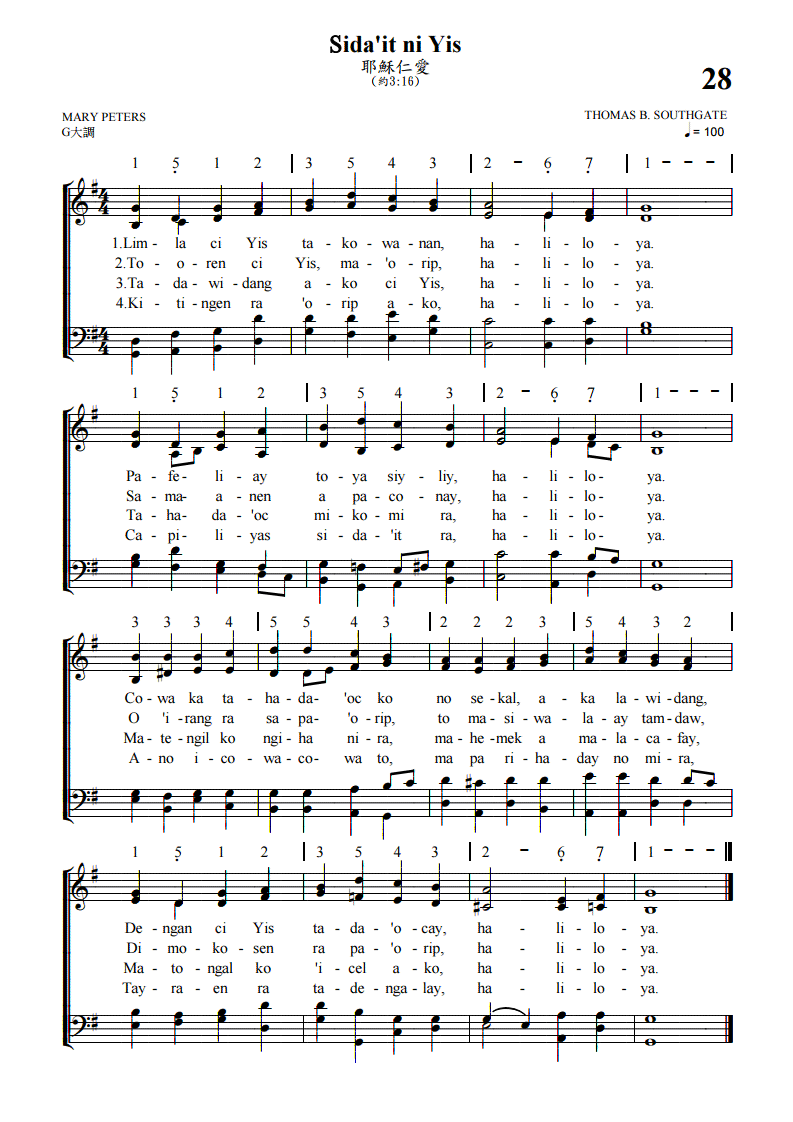 Sida'it ni Yis
耶穌仁愛
(約3:16)
28
MARY PETERS
THOMAS B. SOUTHGATE
G大調
♩ = 100
1 5̣ 1 2 | 3 5 4 3 | 2 - 6̣ 7̣ | 1 - - - |
1.Lim - la ci Yis ta - ko - wa - nan, ha - li - lo - ya.
2.To - o - ren ci Yis, ma - 'o - rip, ha - li - lo - ya.
3.Ta - da - wi - dang a - ko ci Yis, ha - li - lo - ya.
4.Ki - ti - ngen ra 'o - rip a - ko, ha - li - lo - ya.
1 5̣ 1 2 | 3 5 4 3 | 2 - 6̣ 7̣ | 1 - - - |
Pa - fe - li - ay to - ya siy - liy, ha - li - lo - ya.
Sa - ma - a - nen a pa - co - nay, ha - li - lo - ya.
Ta - ha - da - 'oc mi - ko - mi ra, ha - li - lo - ya.
Ca - pi - li - yas si - da - 'it ra, ha - li - lo - ya.
3 3 3 4 | 5 5 4 3 | 2 2 2 3 | 5 4 3 2 |
Co - wa ka ta - ha - da - 'oc ko no se - kal, a - ka la - wi - dang,
O 'i - rang ra sa - pa - 'o - rip, to ma - si - wa - la - ay tam - daw,
Ma - te - ngil ko ngi - ha ni - ra, ma - he - mek a ma - la - ca - fay,
A - no i - co - wa - co - wa to, ma pa ri - ha - day no mi - ra,
1 5̣ 1 2 | 3 5 4 3 | 2 - 6̣ 7̣ | 1 - - - ‖
De - ngan ci Yis ta - da - 'o - cay, ha - li - lo - ya.
Di - mo - ko - sen ra pa - 'o - rip, ha - li - lo - ya.
Ma - to - ngal ko 'i - cel a - ko, ha - li - lo - ya.
Tay - ra - en ra ta - de - nga - lay, ha - li - lo - ya.